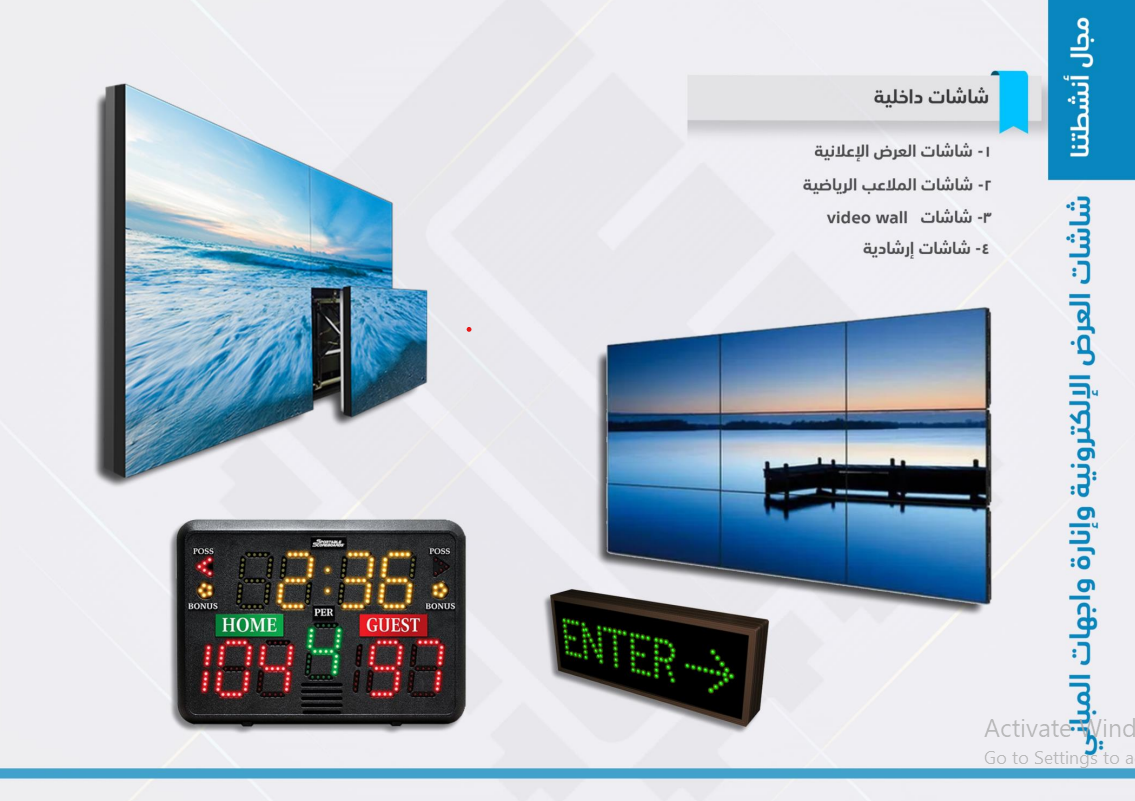 مجال أنشطتنا
شاشات العرض الإلكترونية وإنارة واجهات المباني
شاشات داخلية
١- شاشات العرض الإعلانية
٢- شاشات الملاعب الرياضية
٣- شاشات video wall
٤- شاشات إرشادية
POSS
POSS
2:36
BONUS
BONUS
PER
HOME
GUEST
104
4
97
ENTER →
Activate Wind
Go to Settings to a